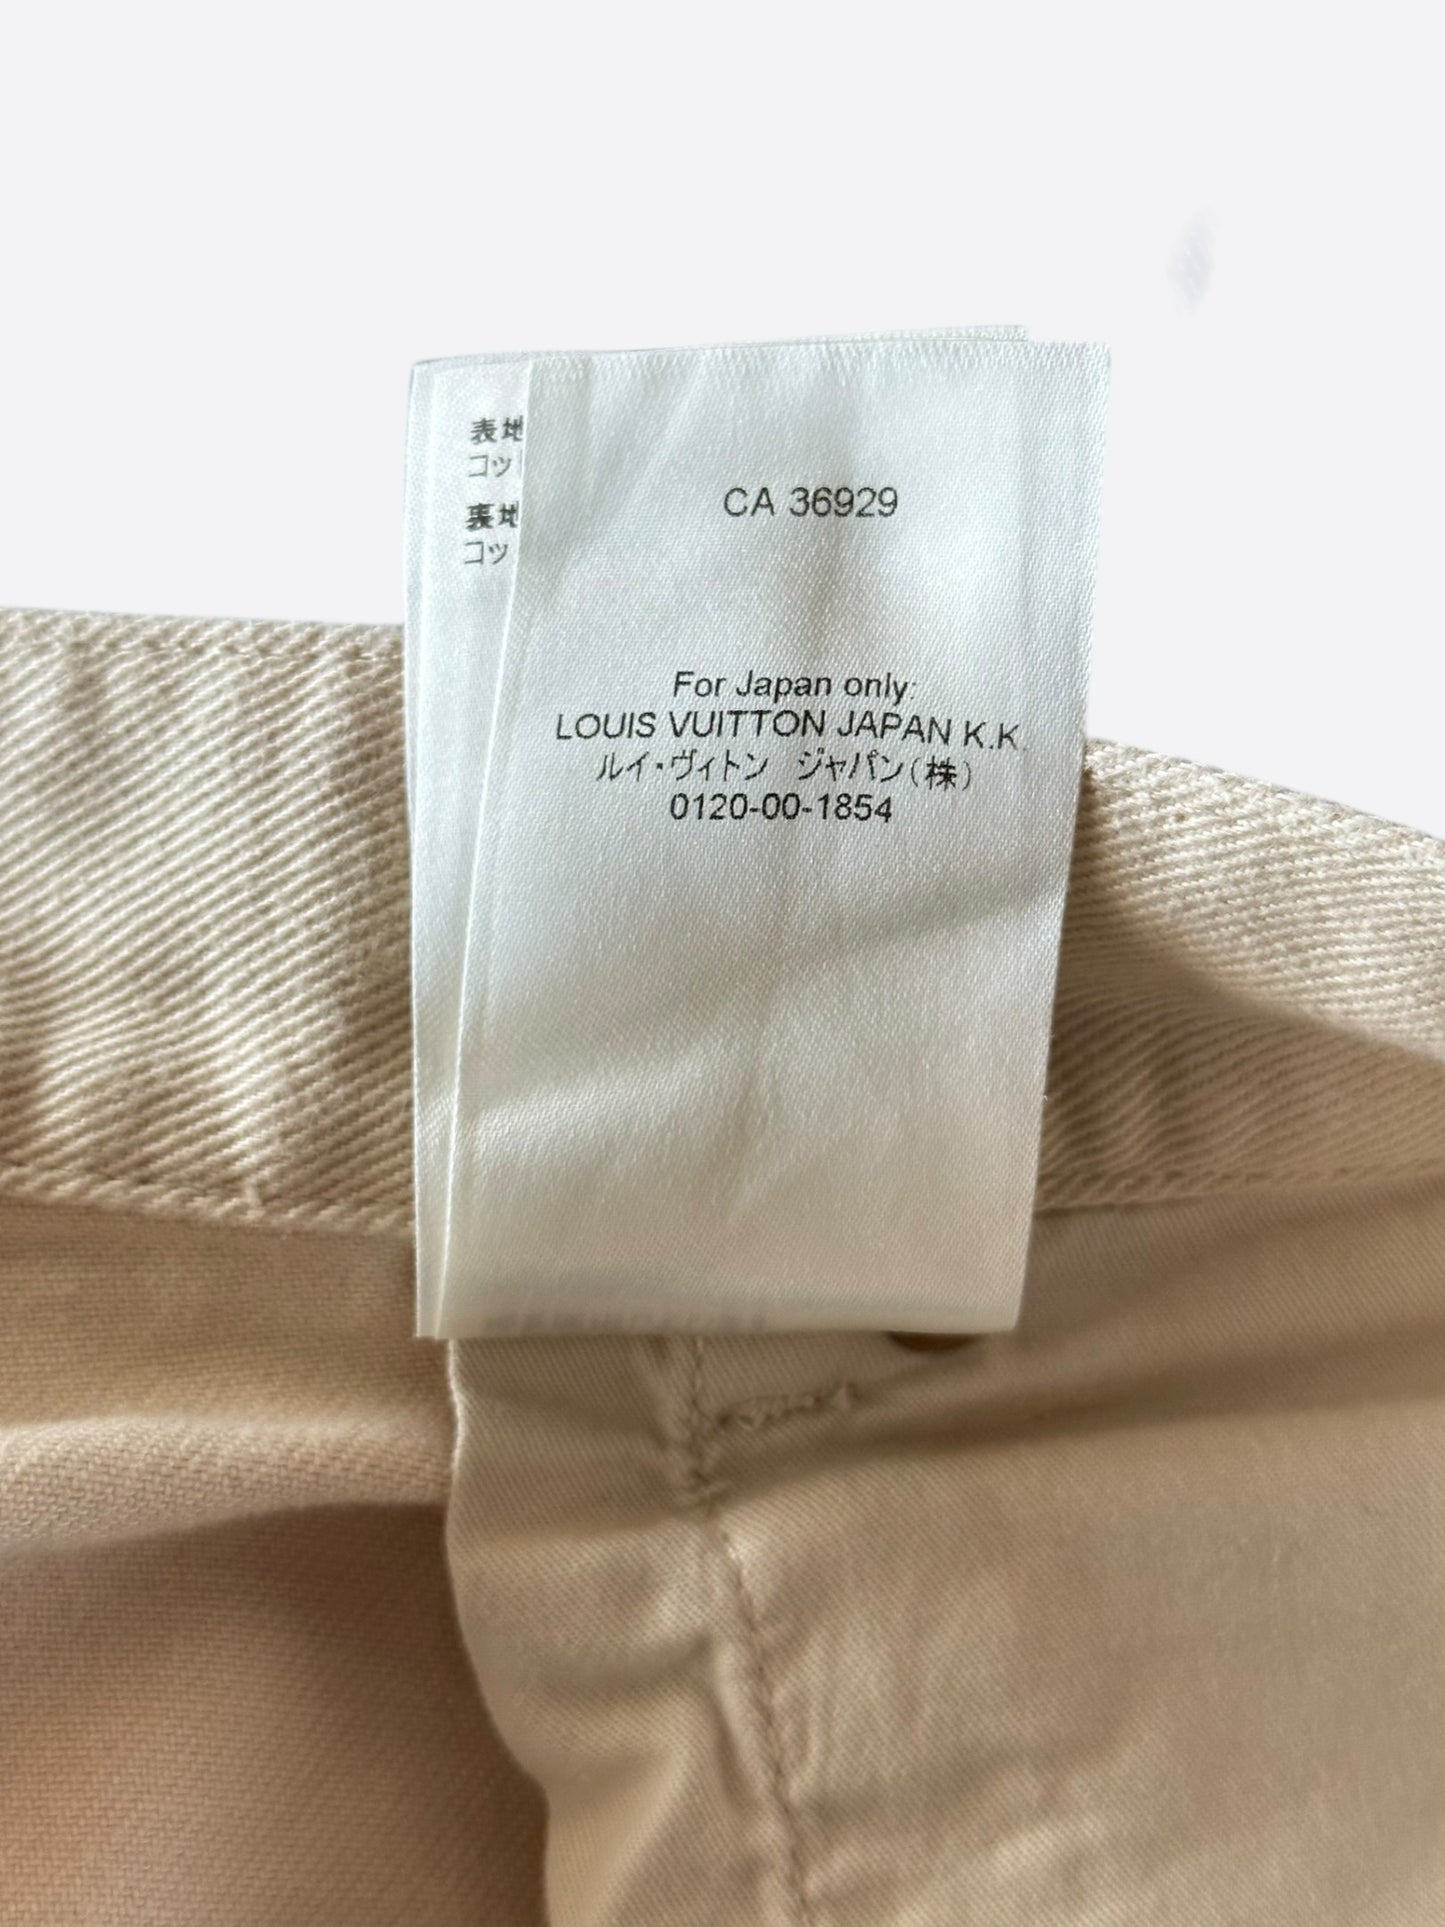 表地
コット
裏地
コッ
CA 36929
For Japan only:
LOUIS VUITTON JAPAN K.K.
ルイ・ヴィトン ジャパン(株)
0120-00-1854